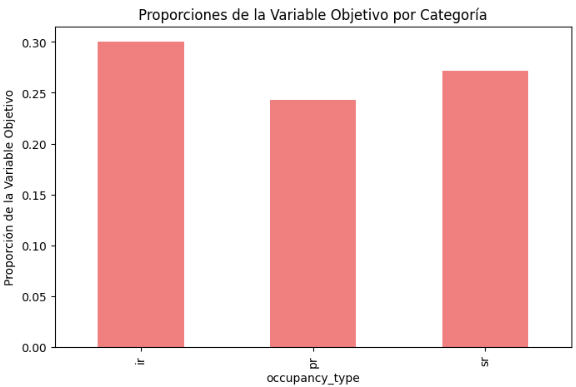 Proporciones de la Variable Objetivo por Categoría
Proporción de la Variable Objetivo
0.30
0.25
0.20
0.15
0.10
0.05
0.00
ir
pr
sr
occupancy_type